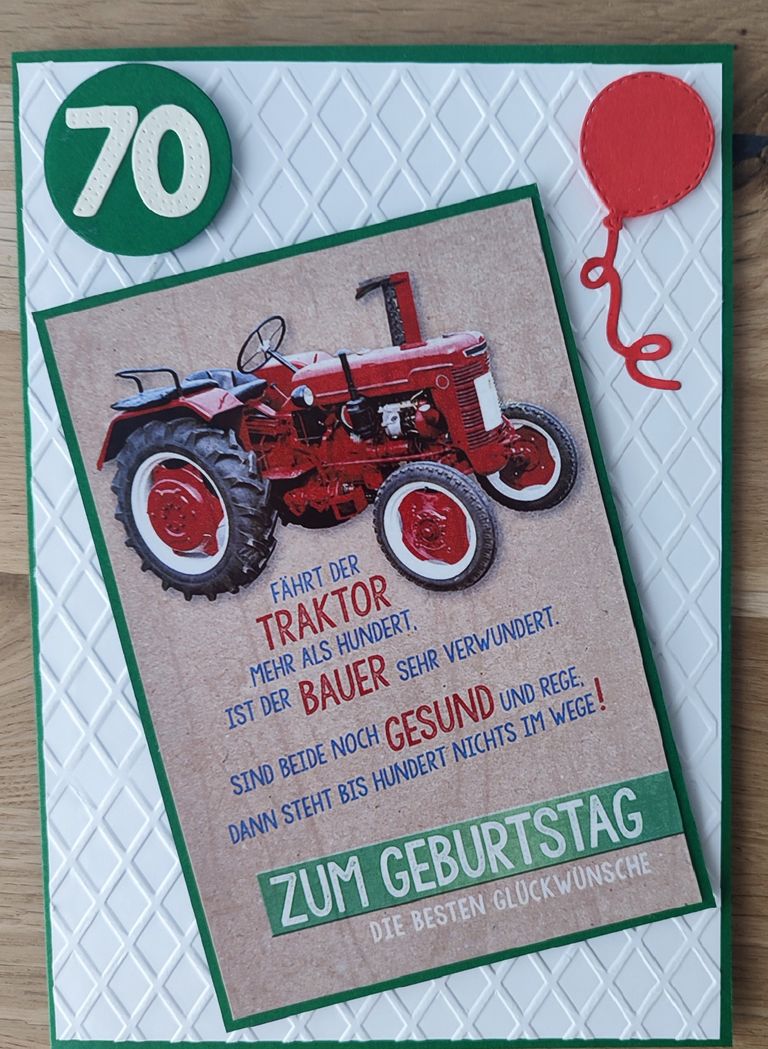 70
FÄHRT DER
TRAKTOR
MEHR ALS HUNDERT,
IST DER BAUER SEHR VERWUNDERT.
SIND BEIDE NOCH GESUND UND REGE,
DANN STEHT BIS HUNDERT NICHTS IM WEGE!
ZUM GEBURTSTAG
DIE BESTEN GLÜCKWÜNSCHE